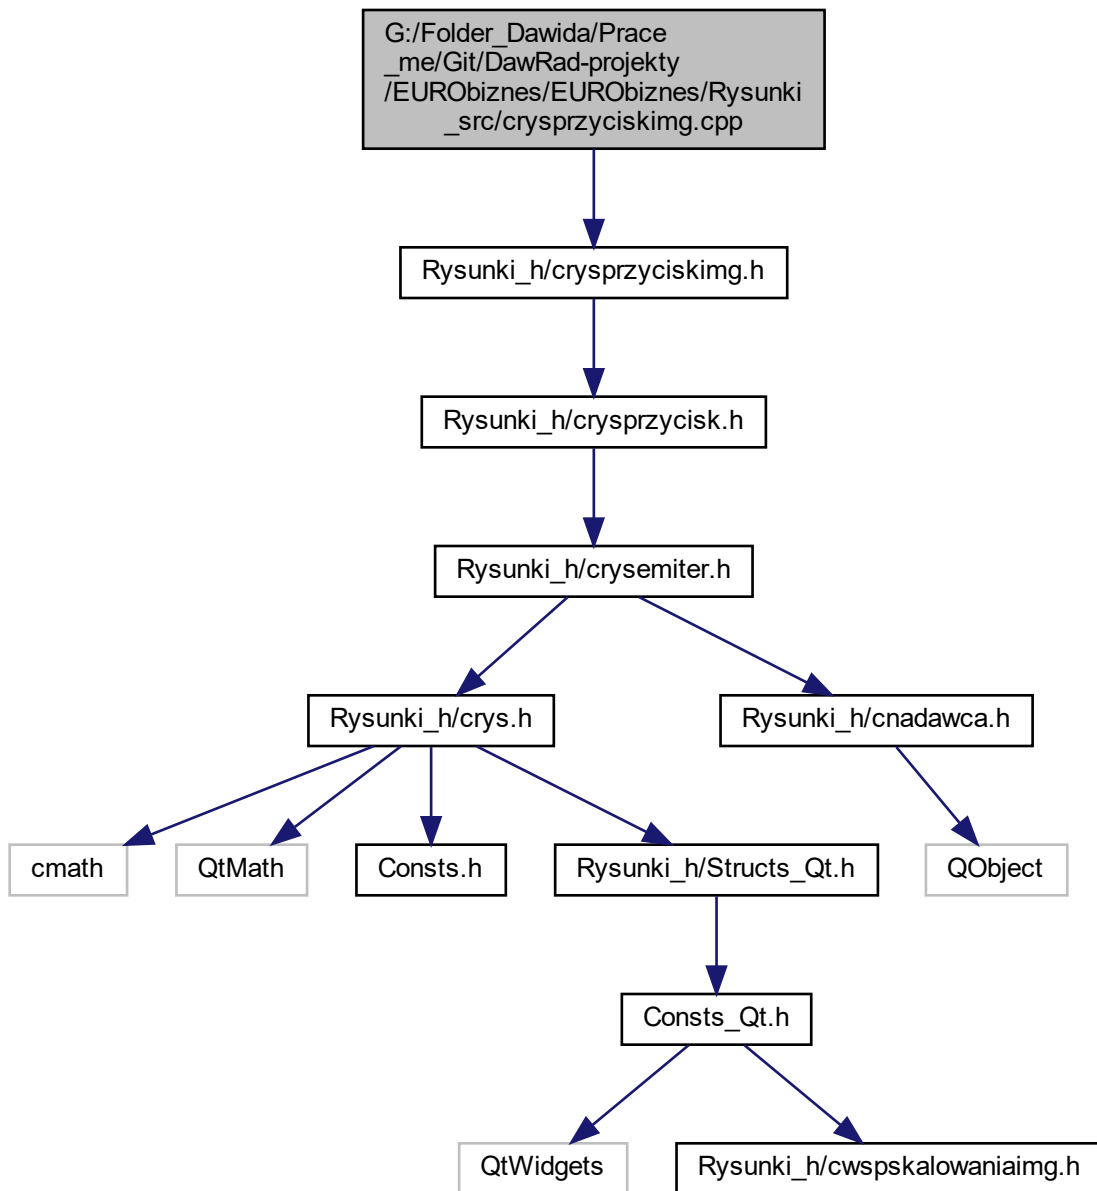 G:/Folder_Dawida/Prace
_me/Git/DawRad-projekty
/EURObiznes/EURObiznes/Rysunki
_src/crysprzyciskimg.cpp
Rysunki_h/crysprzyciskimg.h
Rysunki_h/crysprzycisk.h
Rysunki_h/crysemiter.h
Rysunki_h/crys.h
Rysunki_h/cnadawca.h
cmath
QtMath
Consts.h
Rysunki_h/Structs_Qt.h
QObject
Consts_Qt.h
QtWidgets
Rysunki_h/cwspskalowaniaimg.h